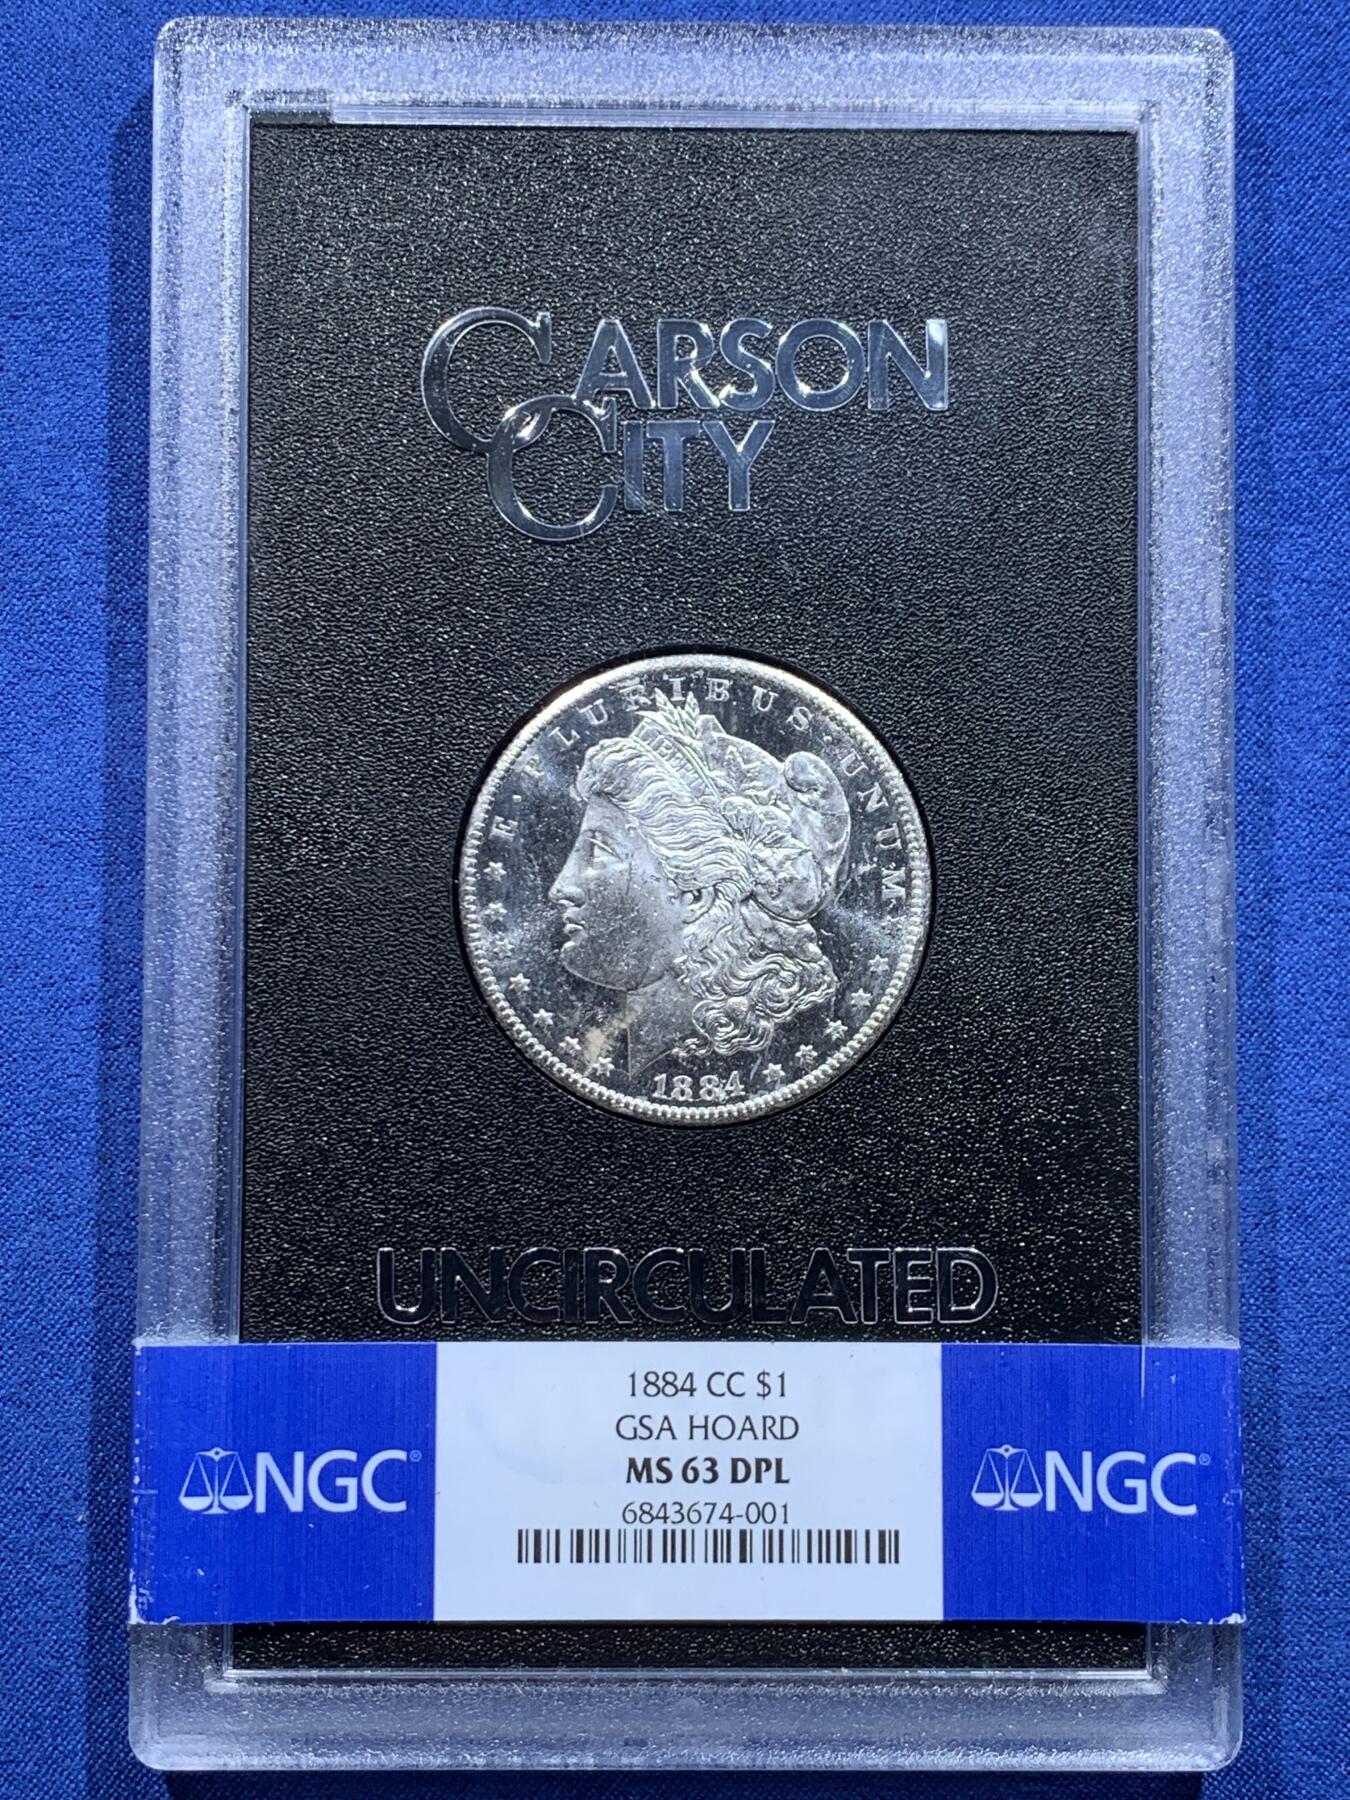 CARSON
CITY
E · PLURIBUS · UNUM
1884
UNCIRCULATED
NGC®
1884 CC $1
GSA HOARD
MS 63 DPL
6843674-001
NGC®